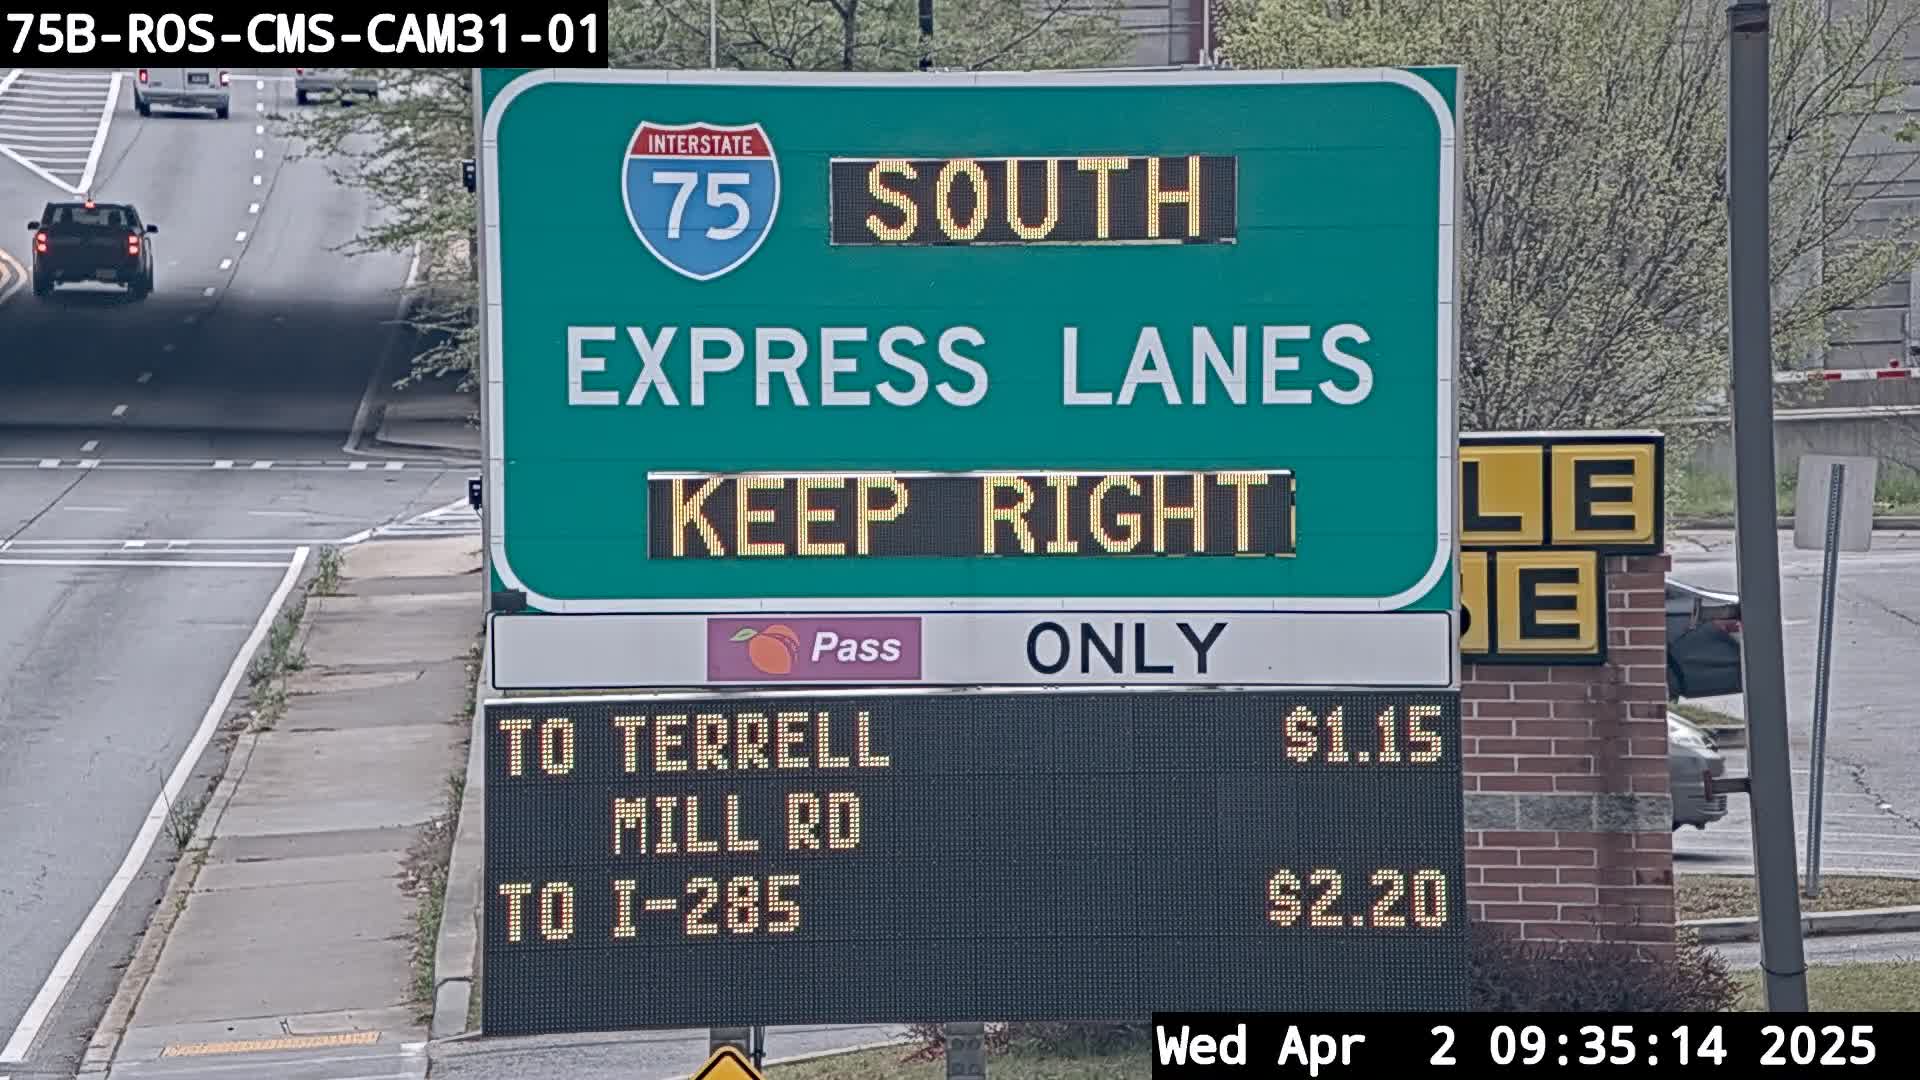 75B-ROS-CMS-CAM31-01
INTERSTATE
75
SOUTH
EXPRESS LANES
KEEP RIGHT
Pass ONLY
TO TERRELL $1.15
MILL RD
TO I-285 $2.20
LE
E
Wed Apr 2 09:35:14 2025